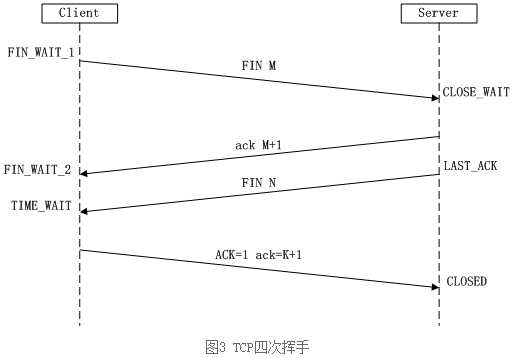 Client
Server
FIN_WAIT_1
FIN M
CLOSE_WAIT
ack M+1
FIN_WAIT_2
LAST_ACK
FIN N
TIME_WAIT
ACK=1 ack=K+1
CLOSED
图3 TCP四次挥手